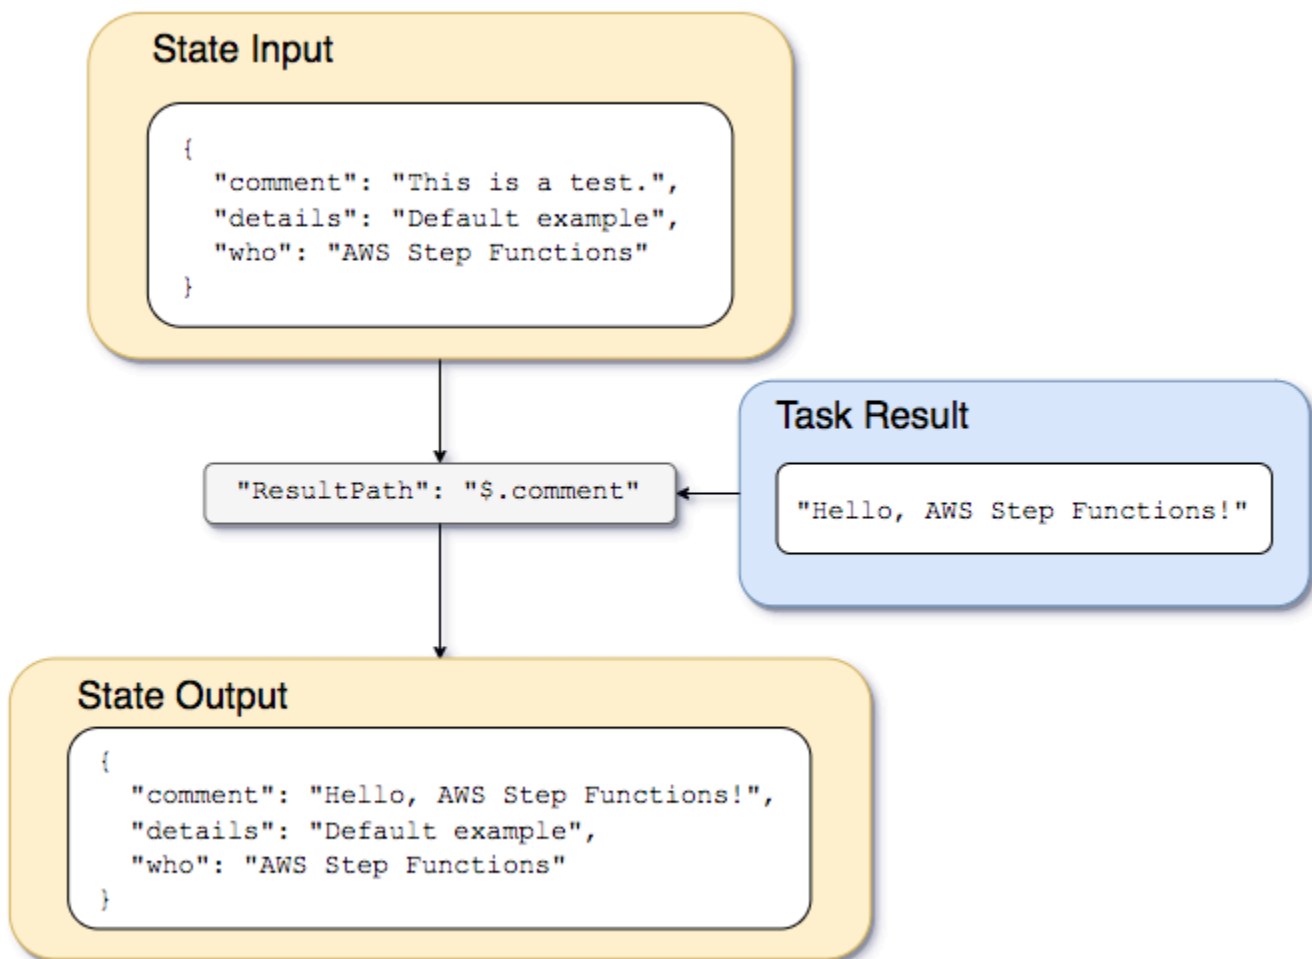 State Input
{
  "comment": "This is a test.",
  "details": "Default example",
  "who": "AWS Step Functions"
}
Task Result
"ResultPath": "$.comment"
"Hello, AWS Step Functions!"
State Output
{
  "comment": "Hello, AWS Step Functions!",
  "details": "Default example",
  "who": "AWS Step Functions"
}